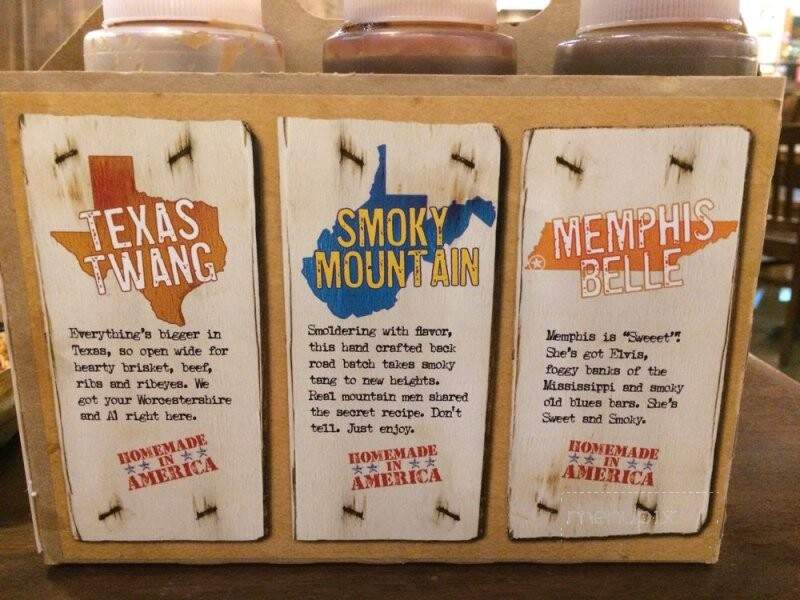 TEXAS
TWANG
Everything's bigger in
Texas, so open wide for
hearty brisket, beef,
ribs and ribeyes. We
got your Worcestershire
and A1 right here.
HOMEMADE
IN
AMERICA
SMOKY
MOUNTAIN
Smoldering with flavor,
this hand crafted back
road batch takes smoky
tang to new heights.
Real mountain men shared
the secret recipe. Don't
tell. Just enjoy.
HOMEMADE
IN
AMERICA
MEMPHIS
BELLE
Memphis is "Sweeet".
She's got Elvis,
foggy banks of the
Mississippi and smoky
old blues bars. She's
Sweet and Smoky.
HOMEMADE
IN
AMERICA
menupix